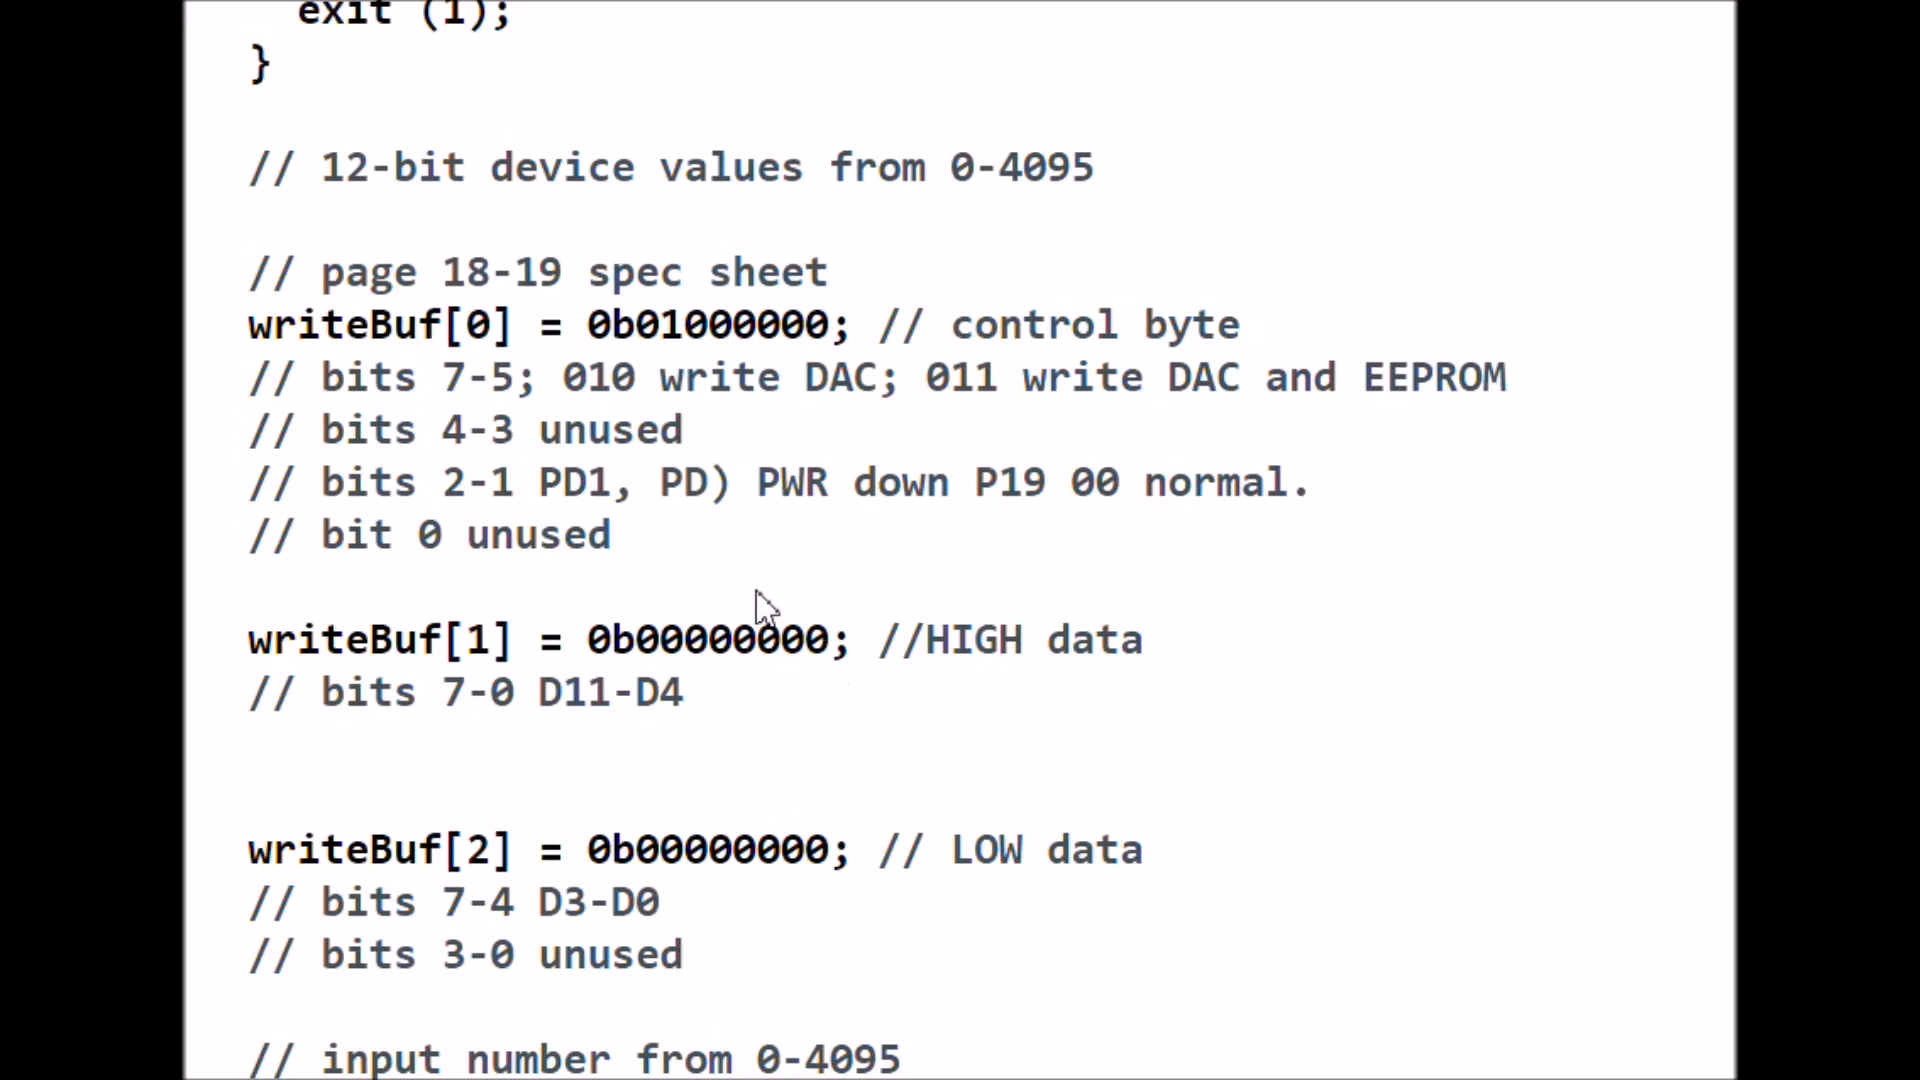 exit (1);
}
// 12-bit device values from 0-4095
// page 18-19 spec sheet
writeBuf[0] = 0b01000000; // control byte
// bits 7-5; 010 write DAC; 011 write DAC and EEPROM
// bits 4-3 unused
// bits 2-1 PD1, PD) PWR down P19 00 normal.
// bit 0 unused
writeBuf[1] = 0b00000000; //HIGH data
// bits 7-0 D11-D4
writeBuf[2] = 0b00000000; // LOW data
// bits 7-4 D3-D0
// bits 3-0 unused
// input number from 0-4095